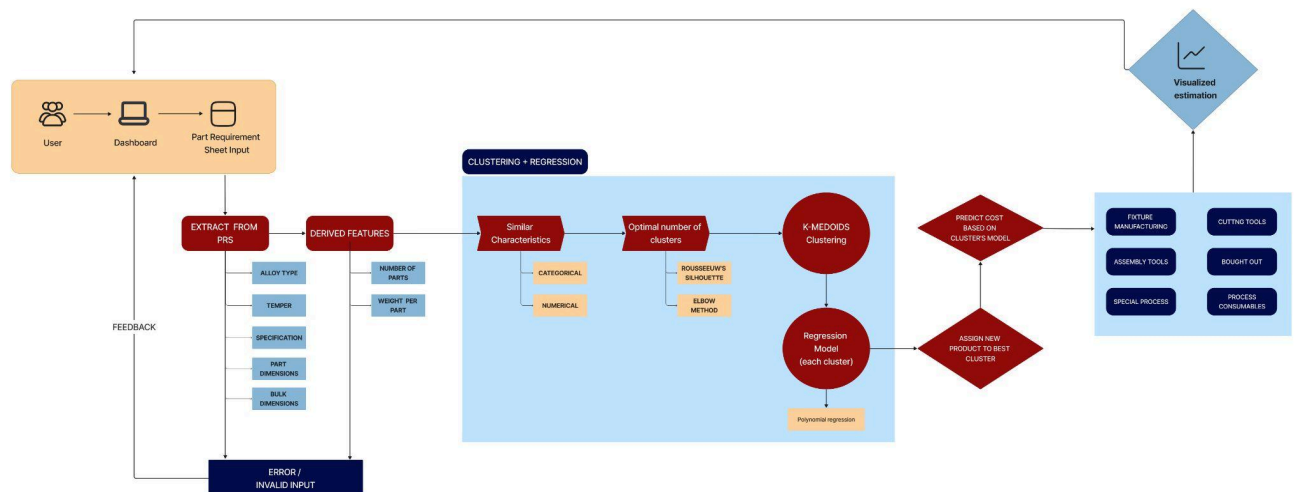 Visualized
estimation
User
Dashboard
Part Requirement
Sheet Input
CLUSTERING + REGRESSION
EXTRACT FROM
PRS
DERIVED FEATURES
Similar
Characteristics
Optimal number of
clusters
K-MEDOIDS
Clustering
PREDICT COST
BASED ON
CLUSTER'S MODEL
FIXTURE
MANUFACTURING
CUTTNG TOOLS
ASSEMBLY TOOLS
BOUGHT OUT
SPECIAL PROCESS
PROCESS
CONSUMABLES
ALLOY TYPE
TEMPER
SPECIFICATION
PART
DIMENSIONS
BULK
DIMENSIONS
NUMBER OF
PARTS
WEIGHT PER
PART
CATEGORICAL
NUMERICAL
ROUSSEEUW'S
SILHOUETTE
ELBOW
METHOD
FEEDBACK
Regression
Model
(each cluster)
ASSIGN NEW
PRODUCT TO BEST
CLUSTER
Polynomial regression
ERROR /
INVALID INPUT